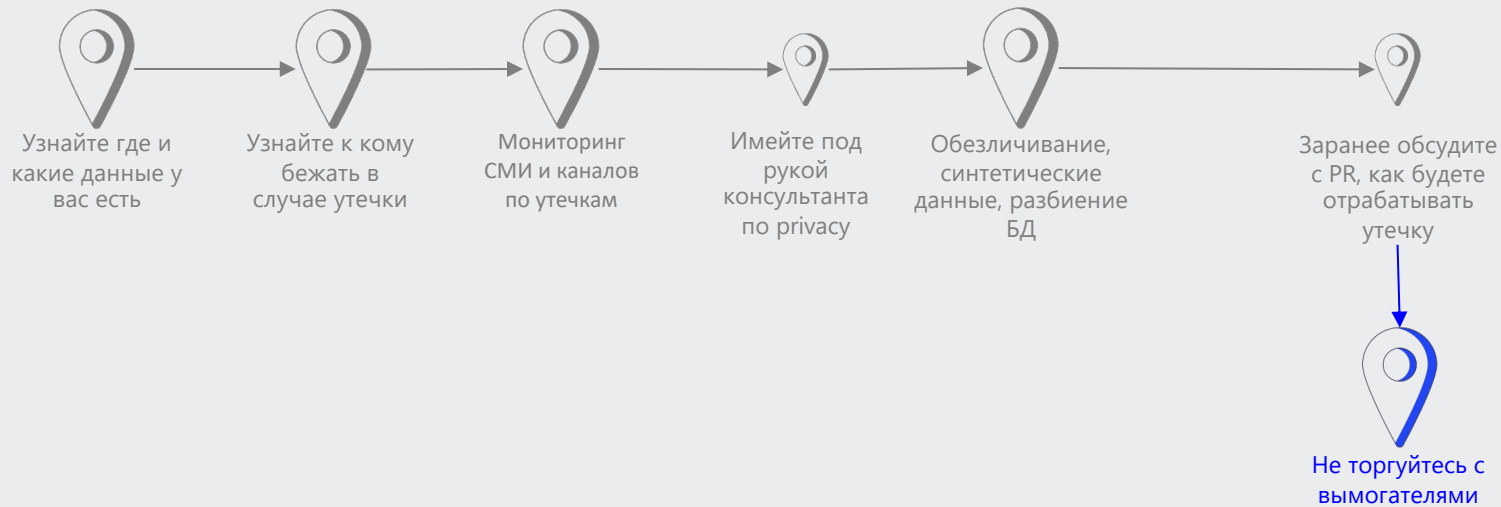 Узнайте где и
какие данные у
вас есть
Узнайте к кому
бежать в
случае утечки
Мониторинг
СМИ и каналов
по утечкам
Имейте под
рукой
консультанта
по privacy
Обезличивание,
синтетические
данные, разбиение
БД
Заранее обсудите
с PR, как будете
отрабатывать
утечку
Не торгуйтесь с
вымогателями